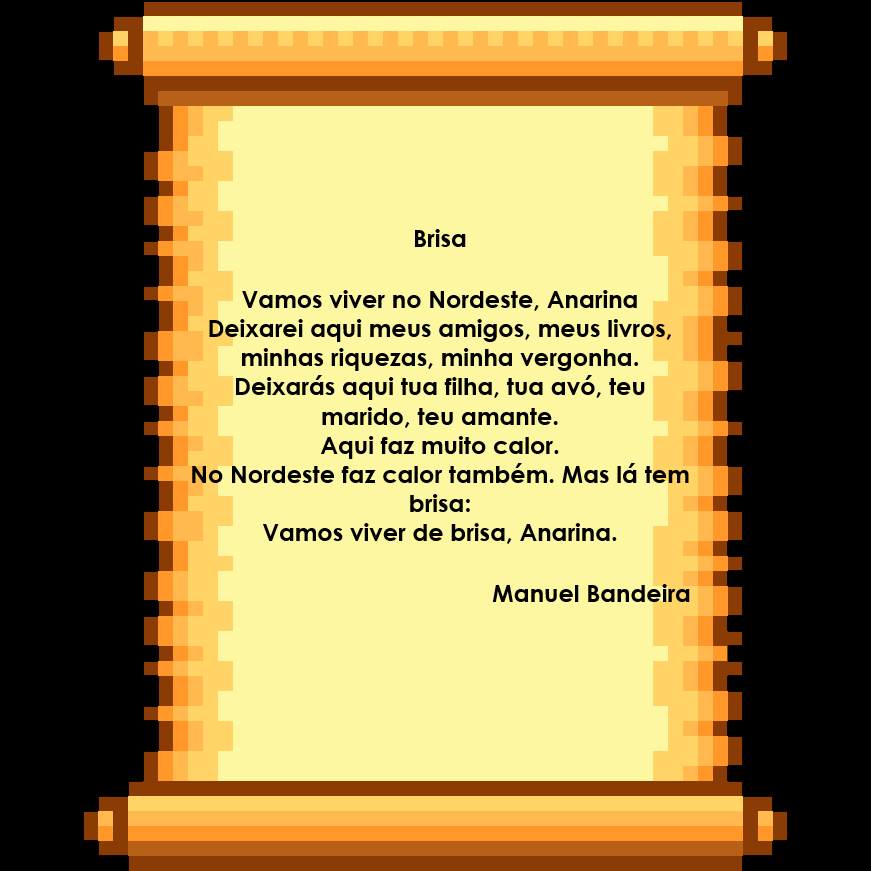 Brisa
Vamos viver no Nordeste, Anarina
Deixarei aqui meus amigos, meus livros,
minhas riquezas, minha vergonha.
Deixarás aqui tua filha, tua avó, teu
marido, teu amante.
Aqui faz muito calor.
No Nordeste faz calor também. Mas lá tem
brisa:
Vamos viver de brisa, Anarina.
Manuel Bandeira